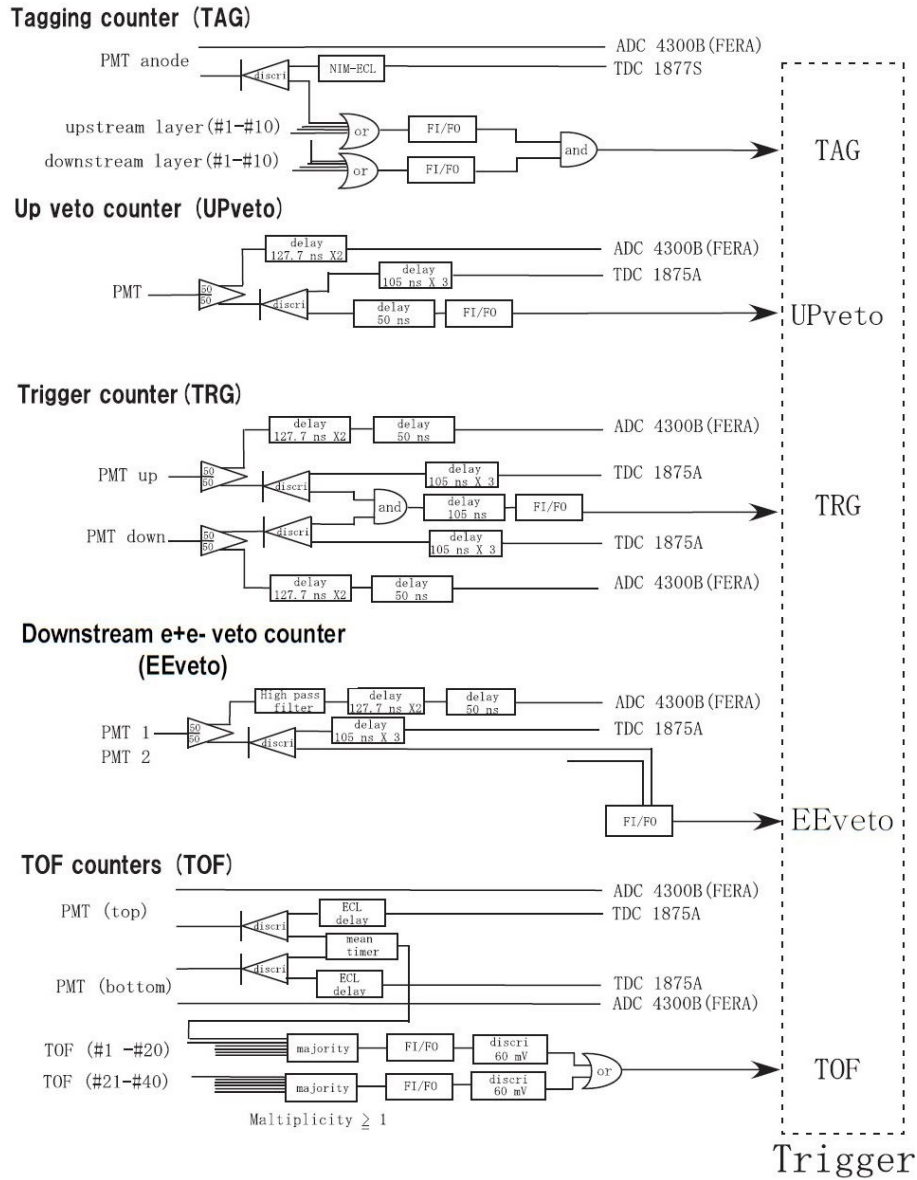 Tagging counter (TAG)
ADC 4300B(FERA)
PMT anode
discri
NIM-ECL
TDC 1877S
upstream layer(#1-#10)
or
FI/FO
and
TAG
downstream layer(#1-#10)
or
FI/FO
Up veto counter (UPveto)
delay
127.7 ns X2
ADC 4300B(FERA)
delay
105 ns X 3
TDC 1875A
PMT
50
50
discri
delay
50 ns
FI/FO
UPveto
Trigger counter(TRG)
delay
127.7 ns X2
delay
50 ns
ADC 4300B(FERA)
PMT up
50
50
discri
delay
105 ns X 3
TDC 1875A
and
delay
105 ns
FI/FO
TRG
PMT down
50
50
discri
delay
105 ns X 3
TDC 1875A
delay
127.7 ns X2
delay
50 ns
ADC 4300B(FERA)
Downstream e+e- veto counter
(EEveto)
High pass
filter
delay
127.7 ns X2
delay
50 ns
ADC 4300B(FERA)
PMT 1
50
50
discri
delay
105 ns X 3
TDC 1875A
PMT 2
FI/FO
EEveto
TOF counters (TOF)
ADC 4300B(FERA)
PMT (top)
discri
ECL
delay
TDC 1875A
mean
timer
discri
PMT (bottom)
ECL
delay
TDC 1875A
ADC 4300B(FERA)
TOF (#1 -#20)
majority
FI/FO
discri
60 mV
or
TOF
TOF (#21-#40)
majority
FI/FO
discri
60 mV
Maltiplicity ≧ 1
Trigger